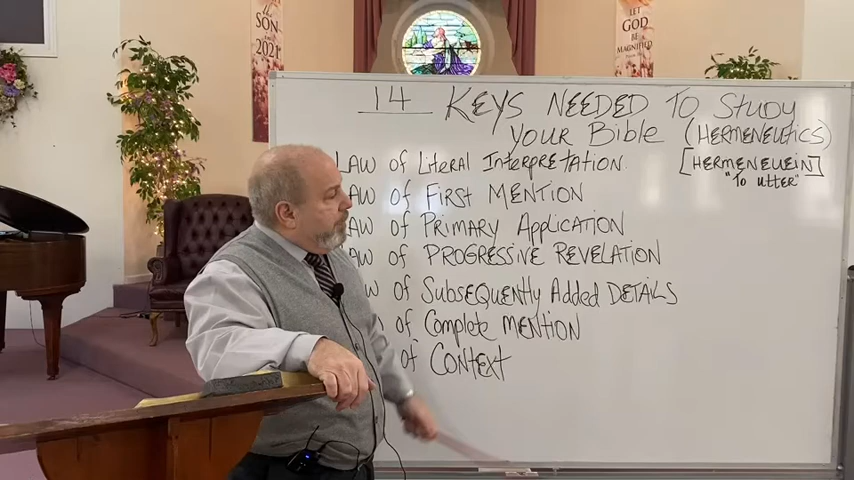 SON
AND
2021
LET
GOD
BE
MAGNIFIED
14 KEYS NEEDED TO STUDY
YOUR BIBLE (HERMENEUTICS)
[HERMENEUEIN]
"TO UTTER"
LAW OF LITERAL INTERPRETATION
LAW OF FIRST MENTION
LAW OF PRIMARY APPLICATION
LAW OF PROGRESSIVE REVELATION
OF SUBSEQUENTLY ADDED DETAILS
OF COMPLETE MENTION
OF CONTEXT